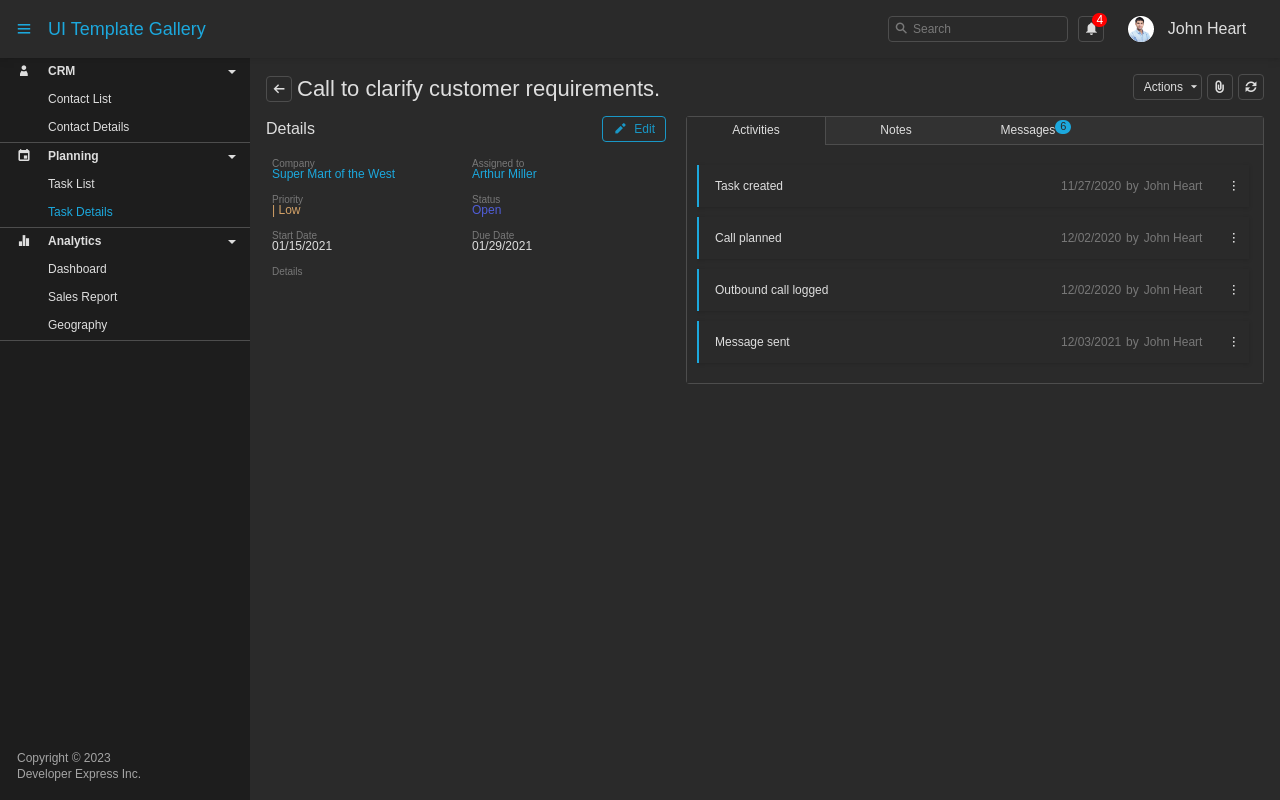 UI Template Gallery
Search
4
John Heart
CRM
Contact List
Contact Details
Planning
Task List
Task Details
Analytics
Dashboard
Sales Report
Geography
Copyright © 2023
Developer Express Inc.
Call to clarify customer requirements.
Actions
Details
Edit
Company
Super Mart of the West
Assigned to
Arthur Miller
Priority
| Low
Status
Open
Start Date
01/15/2021
Due Date
01/29/2021
Details
Activities
Notes
Messages 6
Task created 11/27/2020 by John Heart
Call planned 12/02/2020 by John Heart
Outbound call logged 12/02/2020 by John Heart
Message sent 12/03/2021 by John Heart